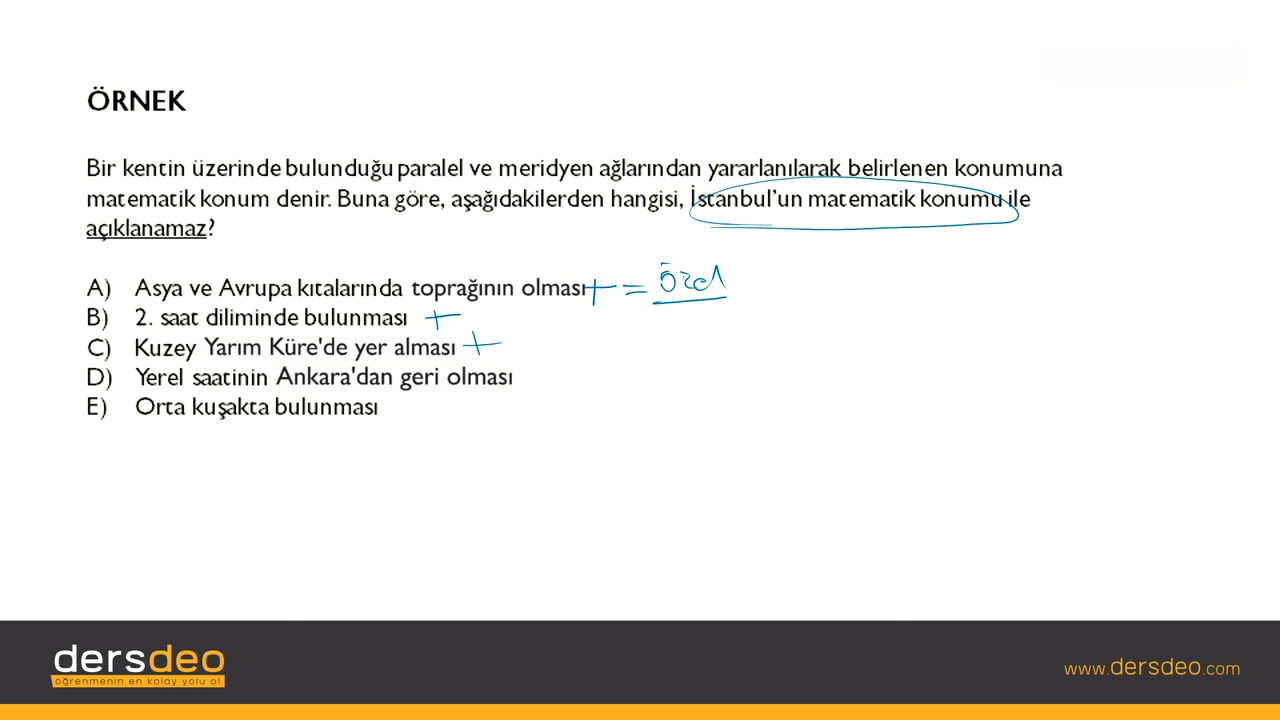 ÖRNEK
Bir kentin üzerinde bulunduğu paralel ve meridyen ağlarından yararlanılarak belirlenen konumuna
matematik konum denir. Buna göre, aşağıdakilerden hangisi, İstanbul'un matematik konumu ile
açıklanamaz?
A) Asya ve Avrupa kıtalarında toprağının olması + = özel
B) 2. saat diliminde bulunması +
C) Kuzey Yarım Küre'de yer alması +
D) Yerel saatinin Ankara'dan geri olması
E) Orta kuşakta bulunması
dersdeo
öğrenmenin en kolay yolu o!
www.dersdeo.com